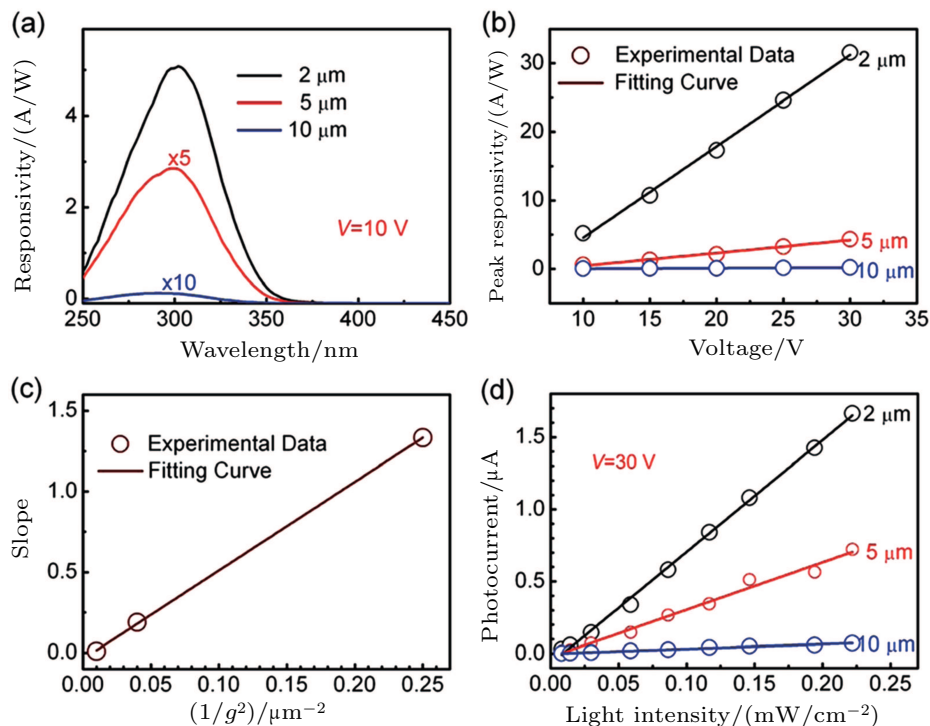 (a)
Responsivity/(A/W)
4
2
0
2 μm
5 μm
10 μm
x5
V=10 V
x10
250 300 350 400 450
Wavelength/nm
(b)
Peak responsivity/(A/W)
30
20
10
0
Experimental Data
Fitting Curve
2 μm
5 μm
10 μm
10 15 20 25 30 35
Voltage/V
(c)
Slope
1.5
1.0
0.5
0.0
Experimental Data
Fitting Curve
0.00 0.05 0.10 0.15 0.20 0.25
(1/g²)/μm⁻²
(d)
Photocurrent/μA
1.5
1.0
0.5
0.0
V=30 V
2 μm
5 μm
10 μm
0.00 0.05 0.10 0.15 0.20 0.25
Light intensity/(mW/cm⁻²)